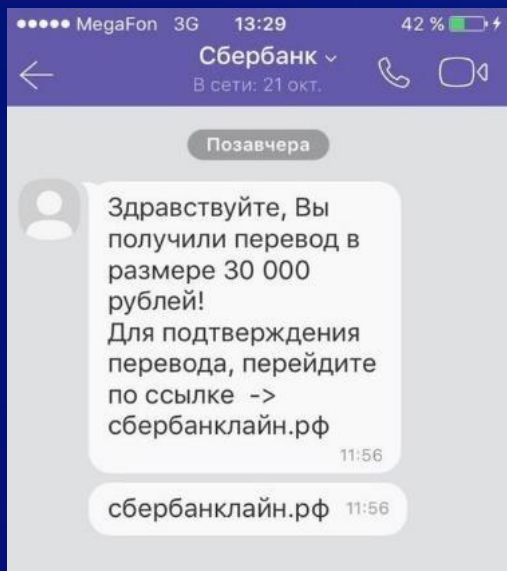 MegaFon 3G 13:29 42 %
Сбербанк
В сети: 21 окт.
Позавчера
Здравствуйте, Вы
получили перевод в
размере 30 000
рублей!
Для подтверждения
перевода, перейдите
по ссылке ->
сбербанклайн.рф
11:56
сбербанклайн.рф 11:56